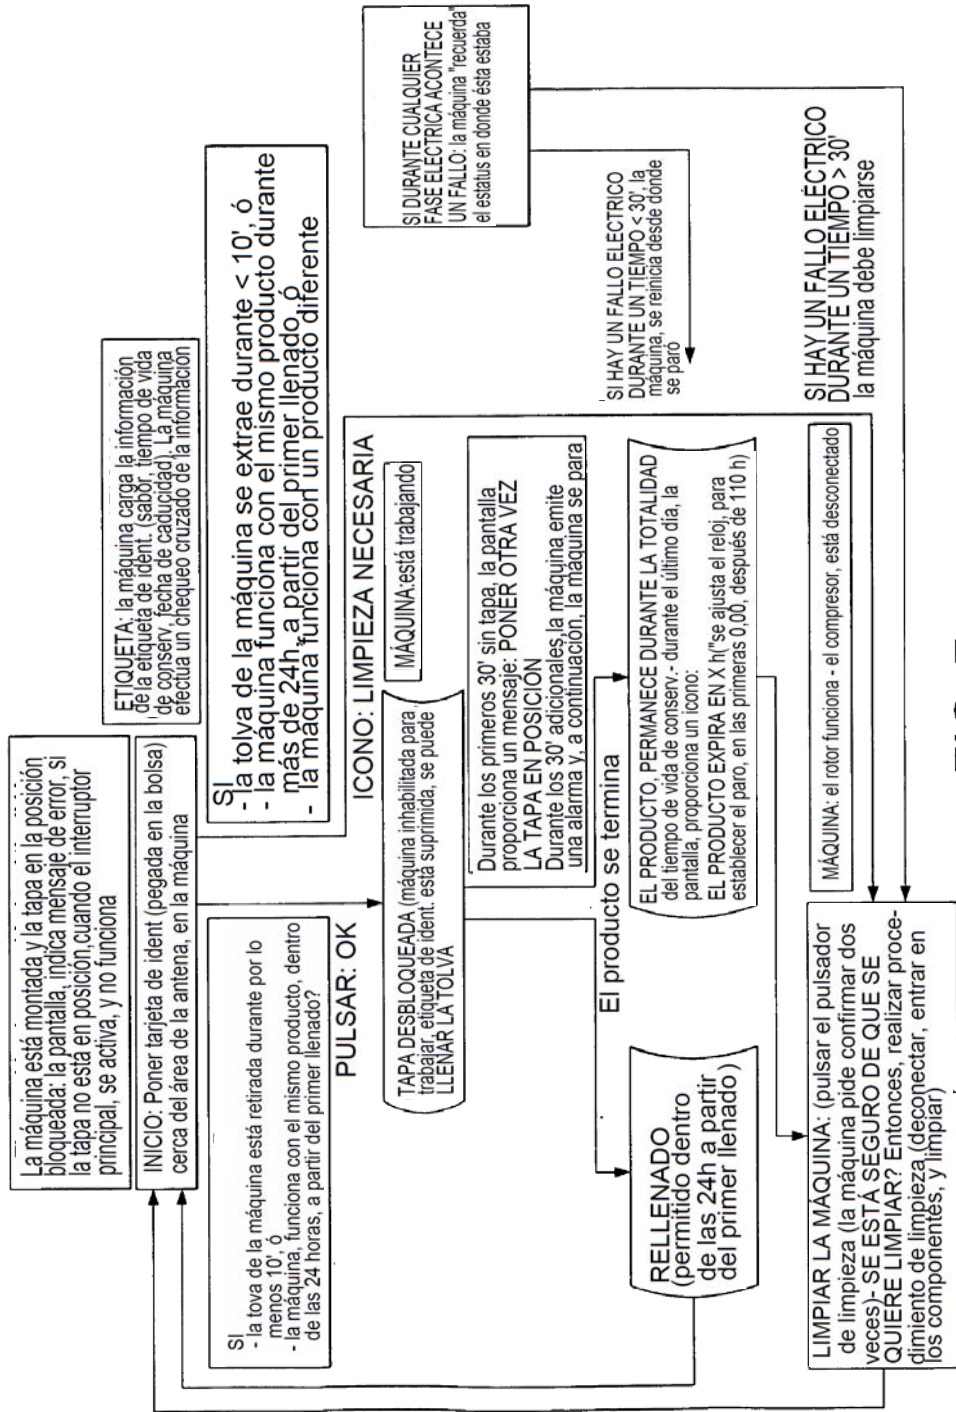 La máquina está montada y la tapa en la posición
bloqueada: la pantalla, indica mensaje de error, si
la tapa no está en posición,cuando el interruptor
principal, se activa, y no funciona
INICIO: Poner tarjeta de ident (pegada en la bolsa)
cerca del área de la antena, en la máquina
ETIQUETA: la máquina carga la información
de la etiqueta de ident. (sabor, tiempo de vida
de conserv, fecha de caducidad). La máquina
efectua un chequeo cruzado de la informacion
SI
- la tova de la máquina está retirada durante por lo
menos 10', ó
- la máquina, funciona con el mismo producto, dentro
de las 24 horas, a partir del primer llenado?
SI
- la tolva de la máquina se extrae durante < 10', ó
- la máquina funciona con el mismo producto durante
más de 24h, a partir del primer llenado, ó
- la máquina funciona con un producto diferente
PULSAR: OK
ICONO: LIMPIEZA NECESARIA
SI DURANTE CUALQUIER
FASE ELÉCTRICA ACONTECE
UN FALLO: la máquina "recuerda"
el estatus en donde ésta estaba
TAPA DESBLOQUEADA (máquina inhabilitada para
trabajar, etiqueta de ident. está suprimida, se puede
LLENAR LA TOLVA
MÁQUINA:está trabajando
Durante los primeros 30' sin tapa, la pantalla
proporciona un mensaje: PONER OTRA VEZ
LA TAPA EN POSICIÓN
Durante los 30' adicionales,la máquina emite
una alarma y, a continuación, la máquina se para
El producto se termina
SI HAY UN FALLO ELÉCTRICO
DURANTE UN TIEMPO < 30', la
máquina, se reinicia desde dónde
se paró
RELLENADO
(permitido dentro
de las 24h a partir
del primer llenado)
EL PRODUCTO, PERMANECE DURANTE LA TOTALIDAD
del tiempo de vida de conserv.- durante el último día, la
pantalla, proporciona un icono:
EL PRODUCTO EXPIRA EN X h("se ajusta el reloj, para
establecer el paro, en las primeras 0,00, después de 110 h)
SI HAY UN FALLO ELÉCTRICO
DURANTE UN TIEMPO > 30'
la máquina debe limpiarse
LIMPIAR LA MÁQUINA: (pulsar el pulsador
de limpieza (la máquina pide confirmar dos
veces)- SE ESTÁ SEGURO DE QUE SE
QUIERE LIMPIAR? Entonces, realizar proce-
dimiento de limpieza (deconectar, entrar en
los componentes, y limpiar)
MÁQUINA: el rotor funciona - el compresor, está desconectado